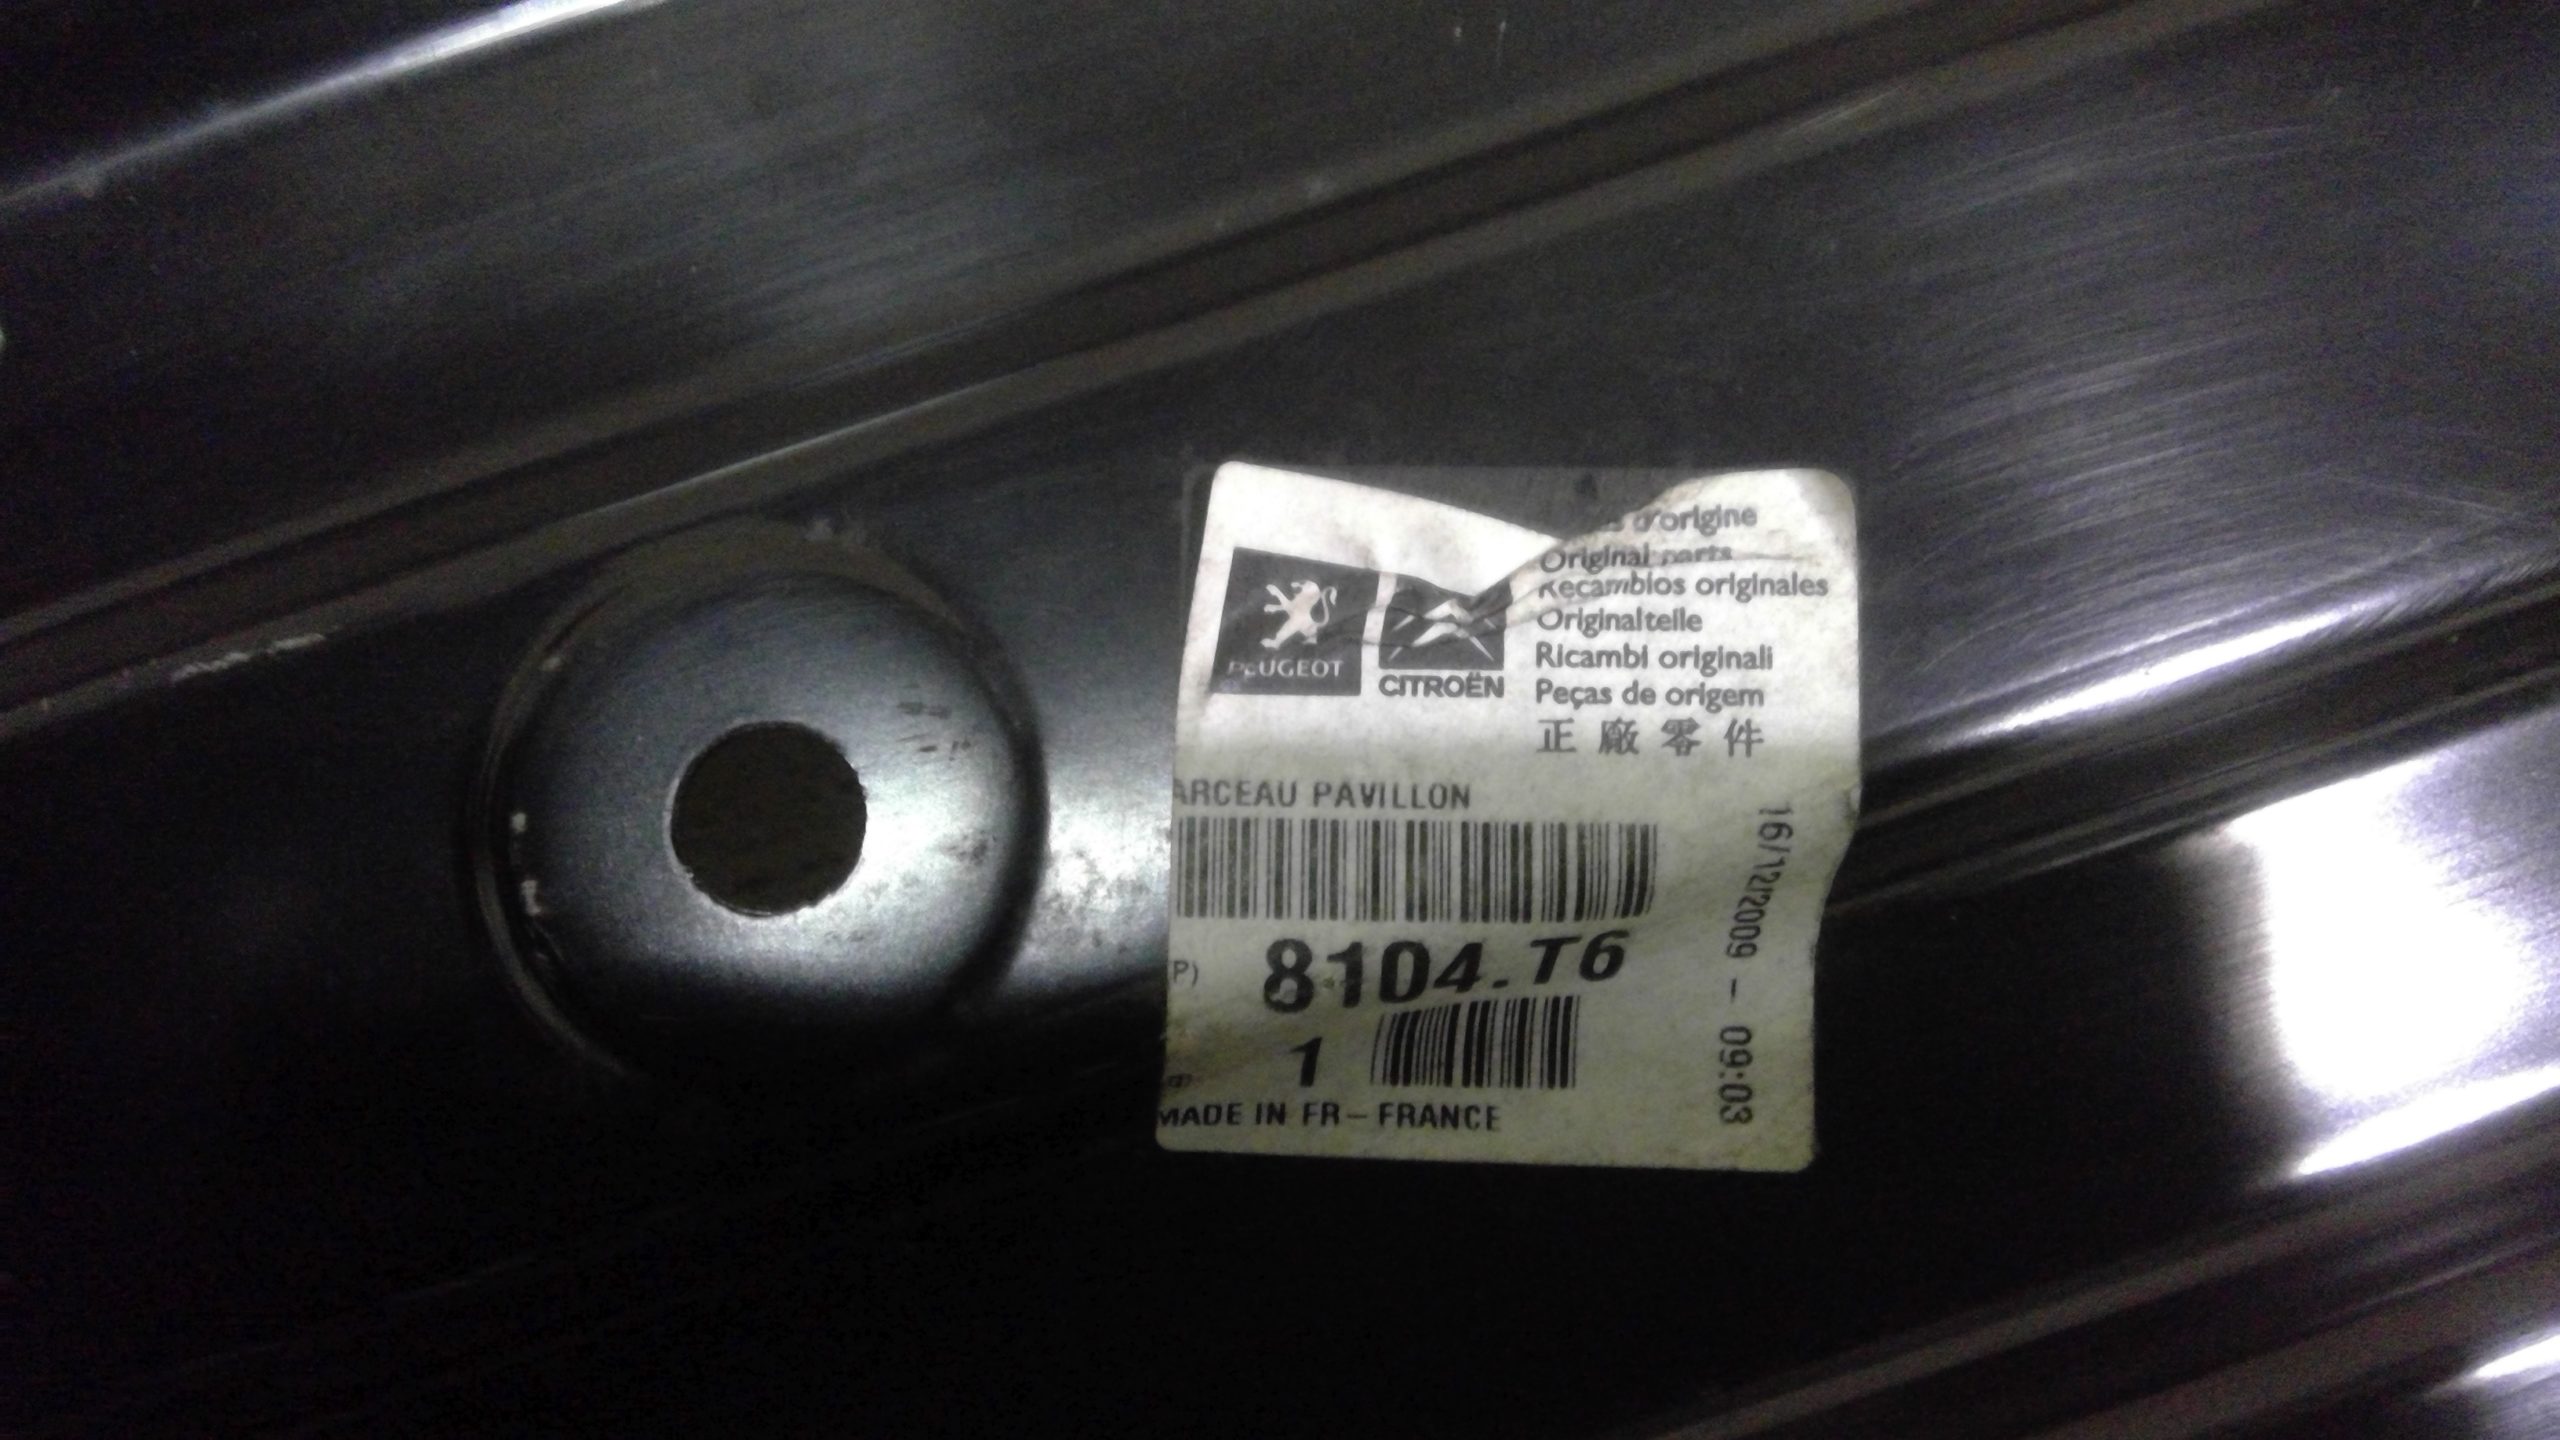 PEUGEOT
CITROËN
d'origine
Original parts
Recambios originales
Originalteile
Ricambi originali
Peças de origem
正廠零件
ARCEAU PAVILLON
P) 8104.T6
1
MADE IN FR - FRANCE
16/12/2009 - 09:03